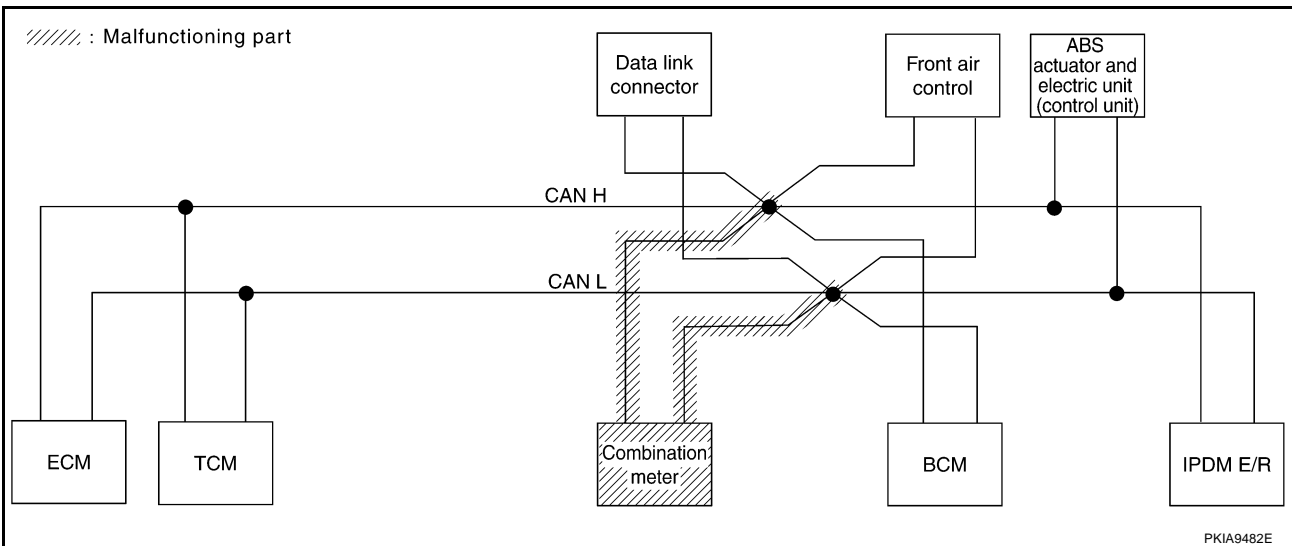 : Malfunctioning part
Data link
connector
Front air
control
ABS
actuator and
electric unit
(control unit)
CAN H
CAN L
ECM
TCM
Combination
meter
BCM
IPDM E/R
PKIA9482E